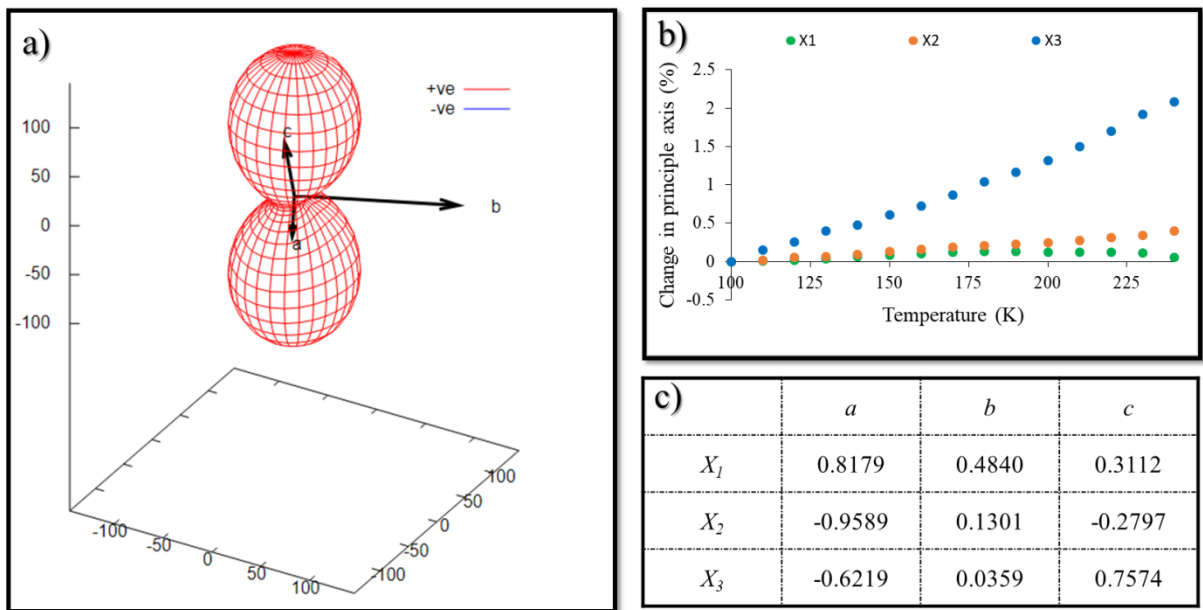 a)
+ve
-ve
c
b
a
100
50
0
-50
-100
100
50
0
-50
-100
-100
-50
0
50
100
b)
X1 X2 X3
Change in principle axis (%)
2.5
2
1.5
1
0.5
0
-0.5
100 125 150 175 200 225
Temperature (K)
c)
a b c
X1 0.8179 0.4840 0.3112
X2 -0.9589 0.1301 -0.2797
X3 -0.6219 0.0359 0.7574